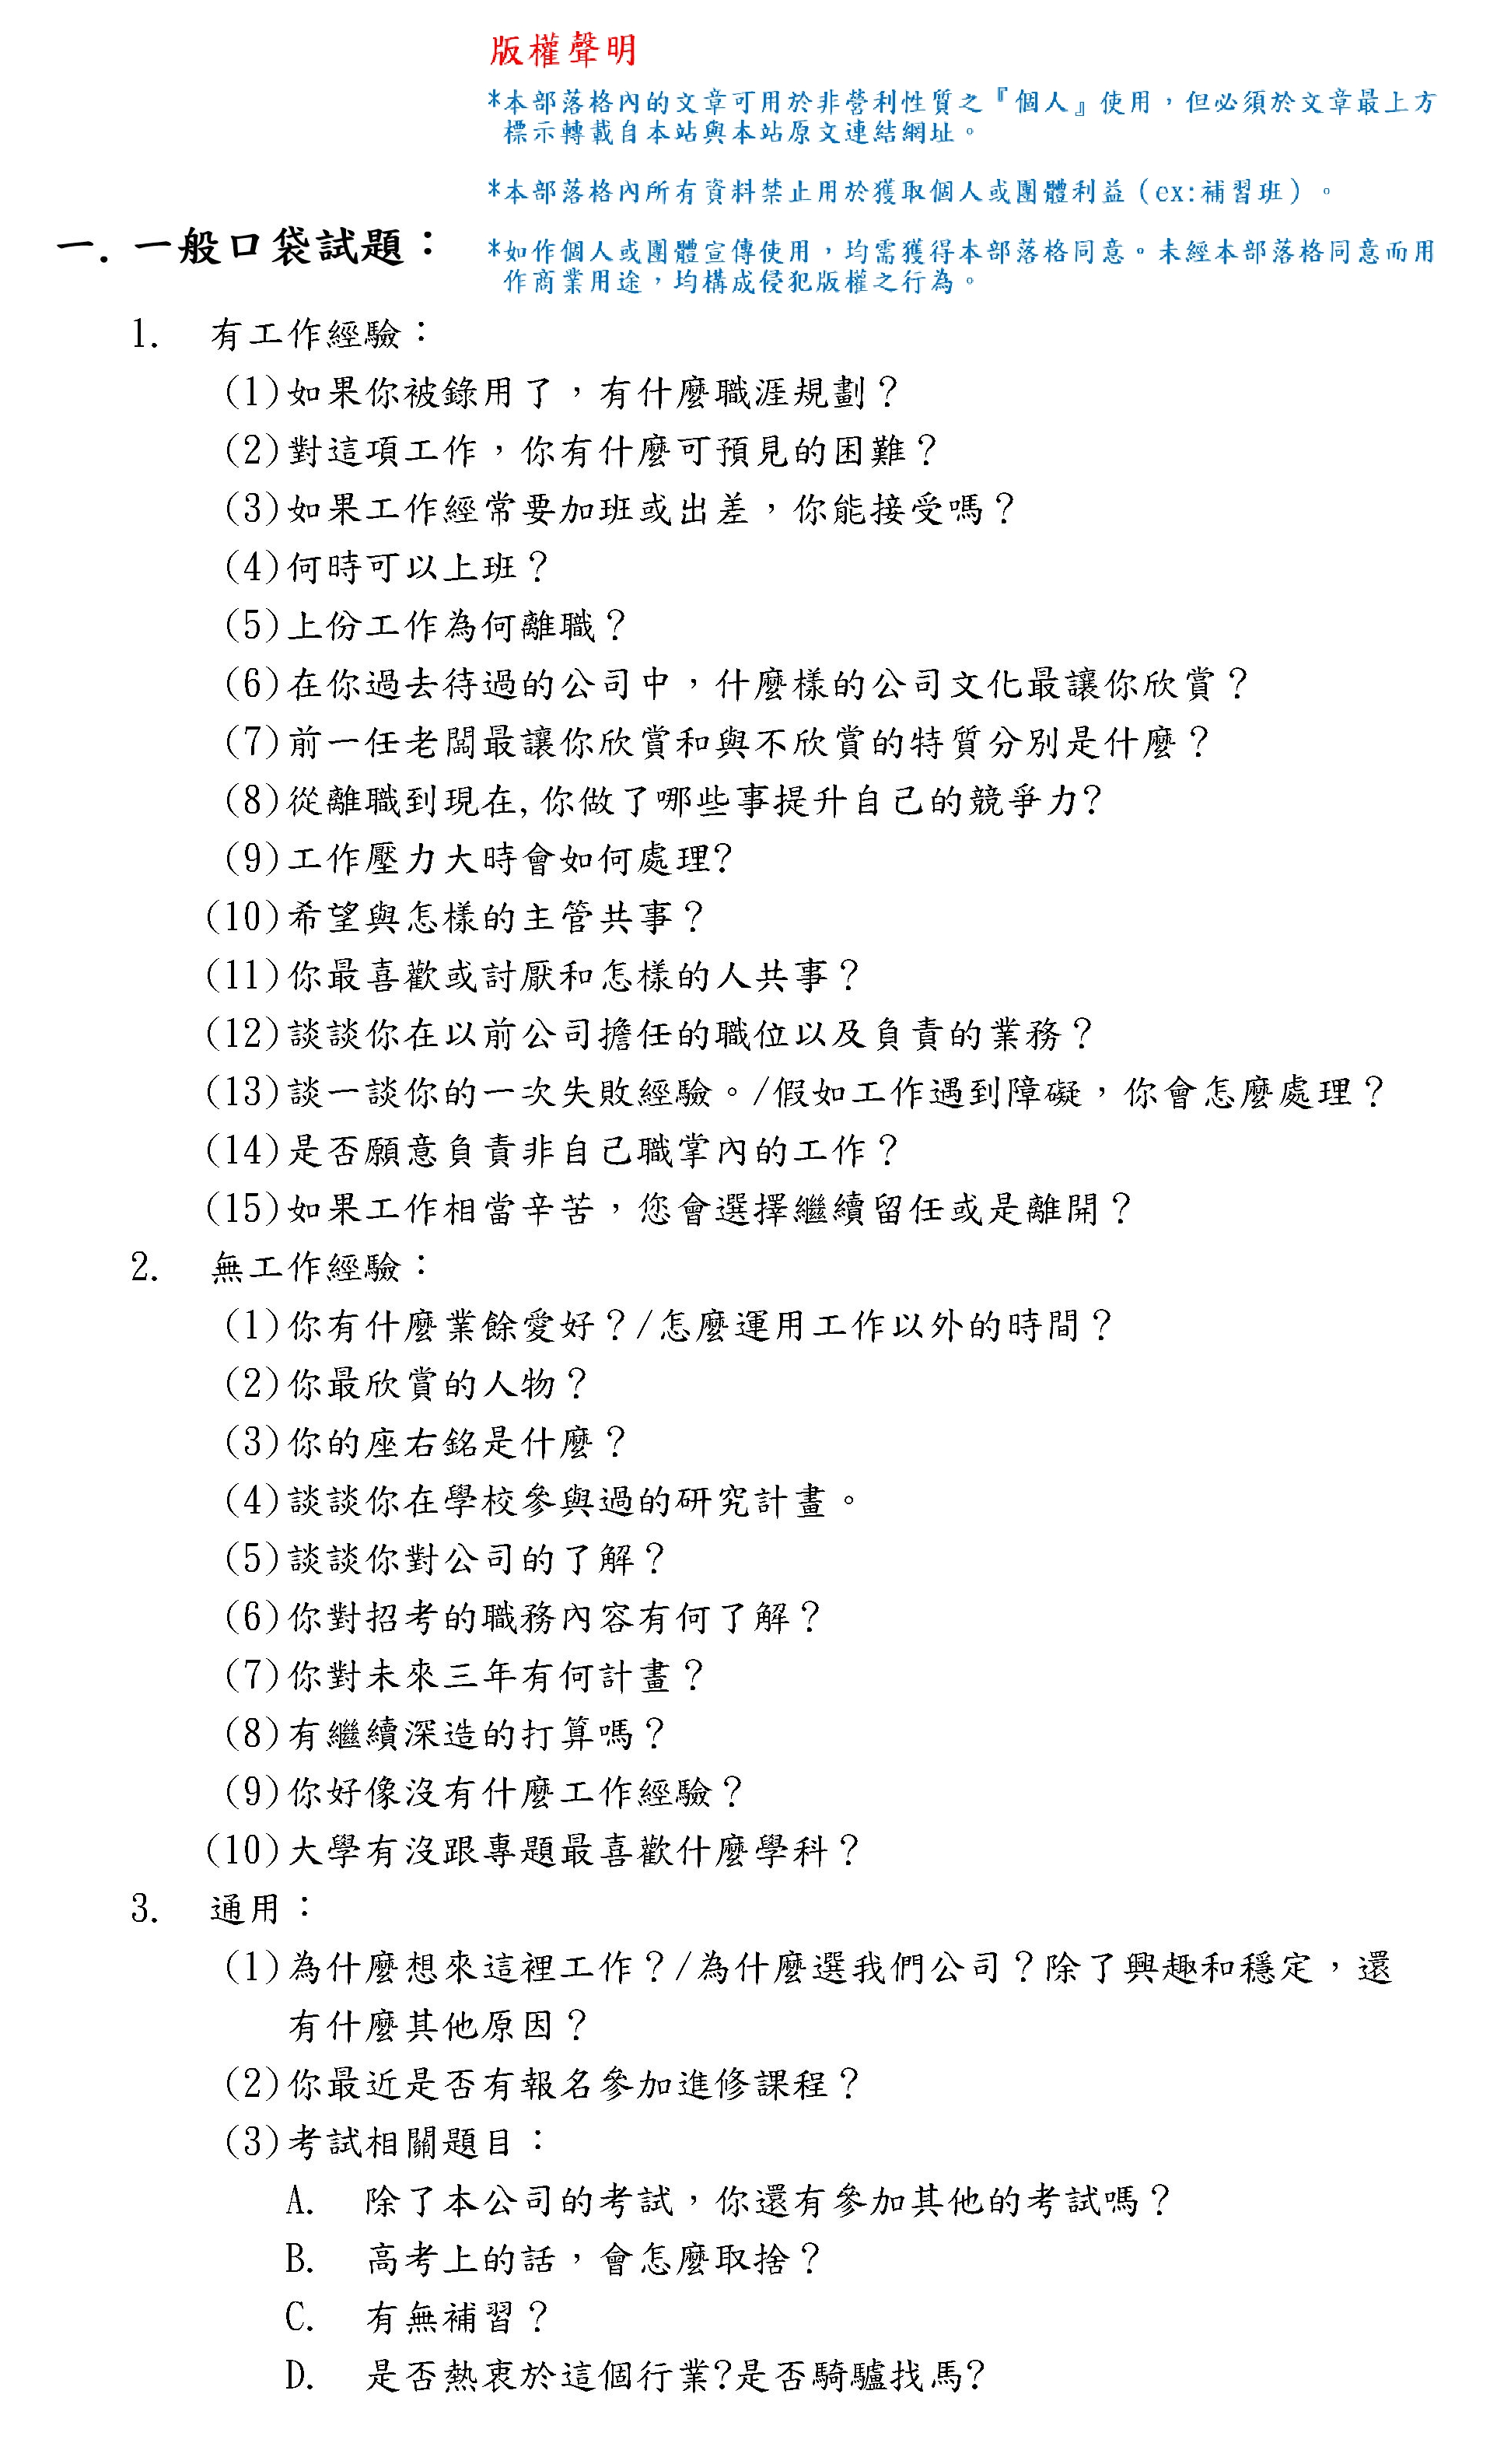 版權聲明
*本部落格內的文章可用於非營利性質之『個人』使用，但必須於文章最上方
標示轉載自本站與本站原文連結網址。
*本部落格內所有資料禁止用於獲取個人或團體利益（ex:補習班）。
*如作個人或團體宣傳使用，均需獲得本部落格同意。未經本部落格同意而用
作商業用途，均構成侵犯版權之行為。
一. 一般口袋試題：
1. 有工作經驗：
(1)如果你被錄用了，有什麼職涯規劃？
(2)對這項工作，你有什麼可預見的困難？
(3)如果工作經常要加班或出差，你能接受嗎？
(4)何時可以上班？
(5)上份工作為何離職？
(6)在你過去待過的公司中，什麼樣的公司文化最讓你欣賞？
(7)前一任老闆最讓你欣賞和與不欣賞的特質分別是什麼？
(8)從離職到現在,你做了哪些事提升自己的競爭力?
(9)工作壓力大時會如何處理?
(10)希望與怎樣的主管共事？
(11)你最喜歡或討厭和怎樣的人共事？
(12)談談你在以前公司擔任的職位以及負責的業務？
(13)談一談你的一次失敗經驗。/假如工作遇到障礙，你會怎麼處理？
(14)是否願意負責非自己職掌內的工作？
(15)如果工作相當辛苦，您會選擇繼續留任或是離開？
2. 無工作經驗：
(1)你有什麼業餘愛好？/怎麼運用工作以外的時間？
(2)你最欣賞的人物？
(3)你的座右銘是什麼？
(4)談談你在學校參與過的研究計畫。
(5)談談你對公司的了解？
(6)你對招考的職務內容有何了解？
(7)你對未來三年有何計畫？
(8)有繼續深造的打算嗎？
(9)你好像沒有什麼工作經驗？
(10)大學有沒跟專題最喜歡什麼學科？
3. 通用：
(1)為什麼想來這裡工作？/為什麼選我們公司？除了興趣和穩定，還
有什麼其他原因？
(2)你最近是否有報名參加進修課程？
(3)考試相關題目：
A. 除了本公司的考試，你還有參加其他的考試嗎？
B. 高考上的話，會怎麼取捨？
C. 有無補習？
D. 是否熱衷於這個行業?是否騎驢找馬?